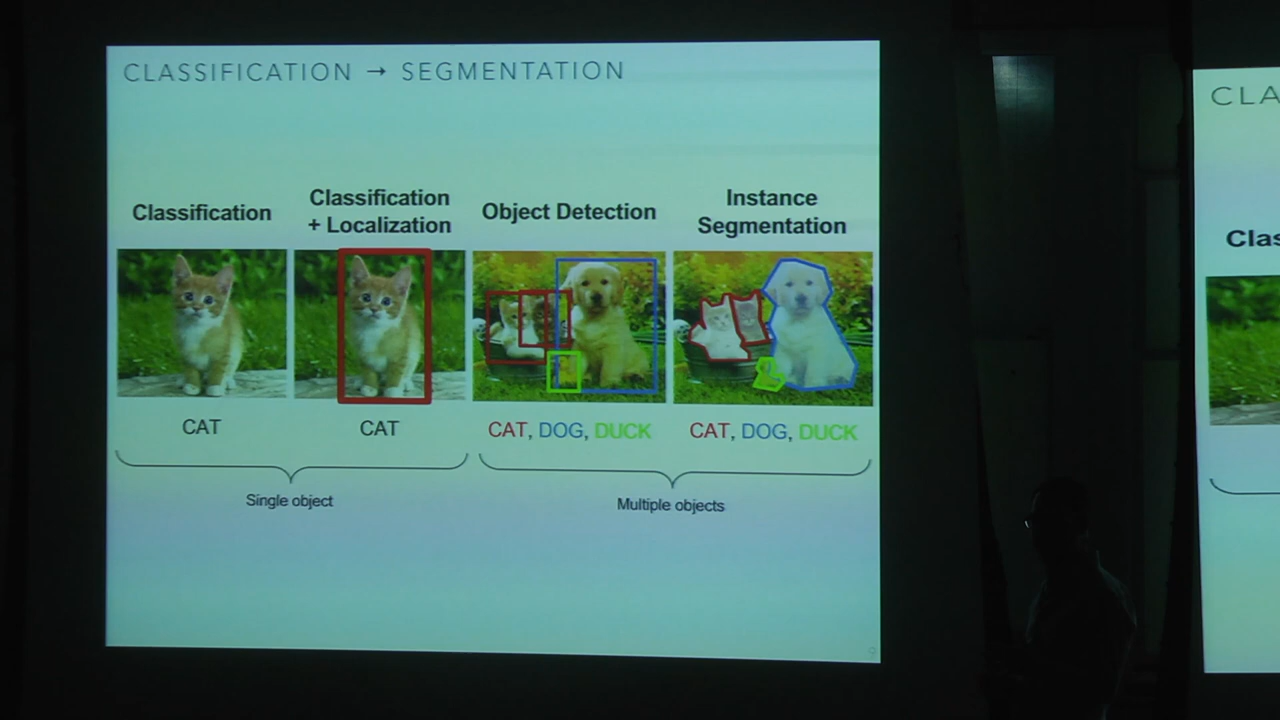 CLASSIFICATION → SEGMENTATION
Classification
Classification
+ Localization
Object Detection
Instance
Segmentation
CAT
CAT
CAT, DOG, DUCK
CAT, DOG, DUCK
Single object
Multiple objects
9
CLA
Clas